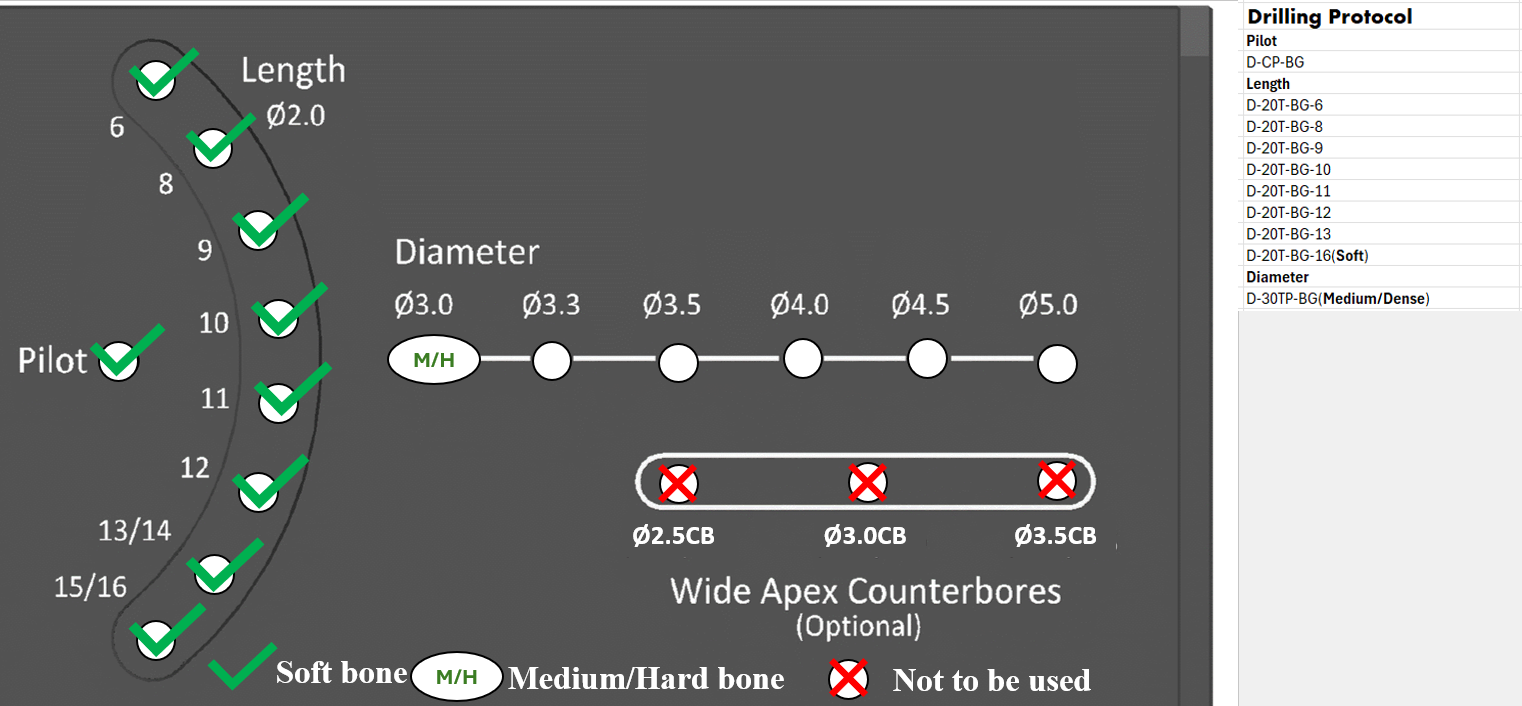 Length
Ø2.0
6
8
9
10
Pilot
11
12
13/14
15/16
Diameter
Ø3.0 Ø3.3 Ø3.5 Ø4.0 Ø4.5 Ø5.0
M/H
Ø2.5CB Ø3.0CB Ø3.5CB
Wide Apex Counterbores
(Optional)
Soft bone M/H Medium/Hard bone Not to be used
Drilling Protocol
Pilot
D-CP-BG
Length
D-20T-BG-6
D-20T-BG-8
D-20T-BG-9
D-20T-BG-10
D-20T-BG-11
D-20T-BG-12
D-20T-BG-13
D-20T-BG-16(Soft)
Diameter
D-30TP-BG(Medium/Dense)